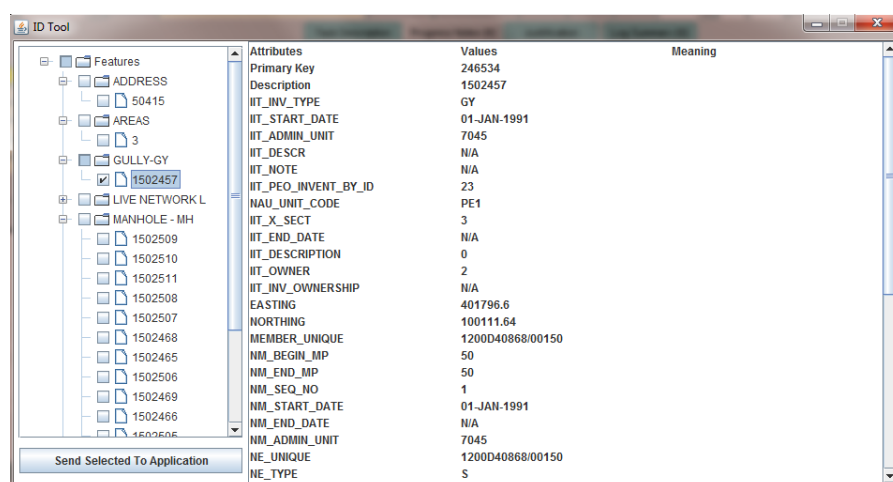 ID Tool
Features
ADDRESS
50415
AREAS
3
GULLY-GY
1502457
LIVE NETWORK L
MANHOLE - MH
1502509
1502510
1502511
1502508
1502507
1502468
1502465
1502506
1502469
1502466
1502505
Send Selected To Application
Attributes Values Meaning
Primary Key 246534
Description 1502457
IIT_INV_TYPE GY
IIT_START_DATE 01-JAN-1991
IIT_ADMIN_UNIT 7045
IIT_DESCR N/A
IIT_NOTE N/A
IIT_PEO_INVENT_BY_ID 23
NAU_UNIT_CODE PE1
IIT_X_SECT 3
IIT_END_DATE N/A
IIT_DESCRIPTION 0
IIT_OWNER 2
IIT_INV_OWNERSHIP N/A
EASTING 401796.6
NORTHING 100111.64
MEMBER_UNIQUE 1200D40868/00150
NM_BEGIN_MP 50
NM_END_MP 50
NM_SEQ_NO 1
NM_START_DATE 01-JAN-1991
NM_END_DATE N/A
NM_ADMIN_UNIT 7045
NE_UNIQUE 1200D40868/00150
NE_TYPE S